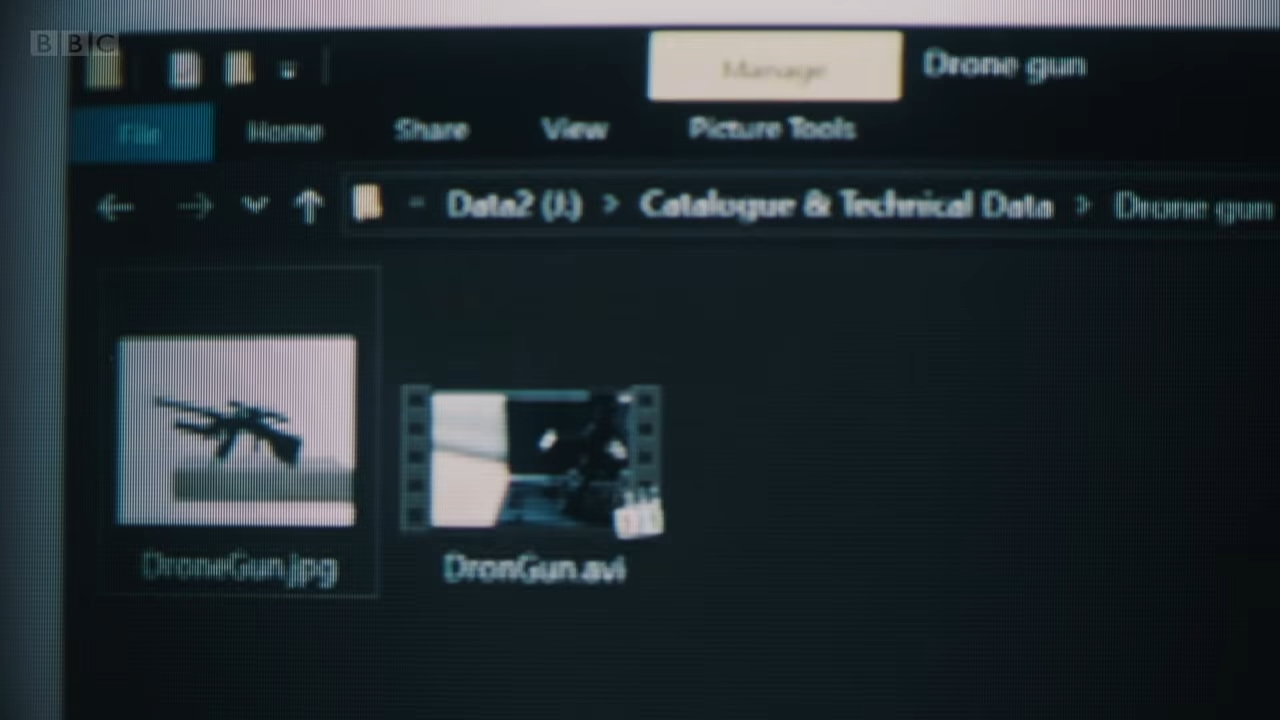 BBC
Manage
Drone gun
File
Home
Share
View
Picture Tools
Data2 (J:) > Catalogue & Technical Data > Drone gun
DroneGun.jpg
DronGun.avi